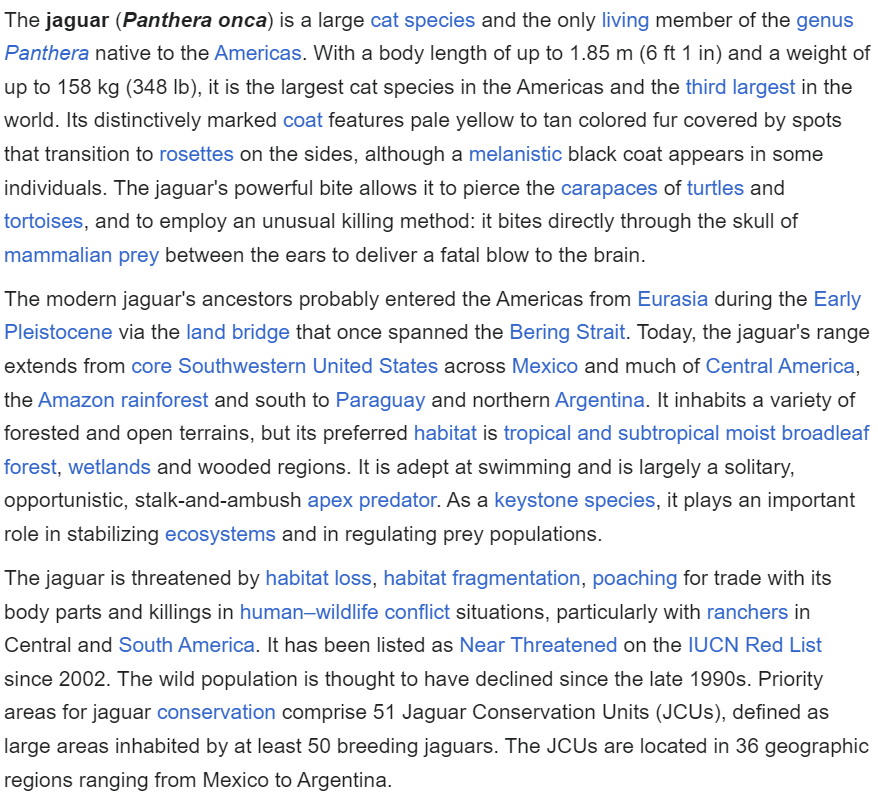 The jaguar (Panthera onca) is a large cat species and the only living member of the genus
Panthera native to the Americas. With a body length of up to 1.85 m (6 ft 1 in) and a weight of
up to 158 kg (348 lb), it is the largest cat species in the Americas and the third largest in the
world. Its distinctively marked coat features pale yellow to tan colored fur covered by spots
that transition to rosettes on the sides, although a melanistic black coat appears in some
individuals. The jaguar's powerful bite allows it to pierce the carapaces of turtles and
tortoises, and to employ an unusual killing method: it bites directly through the skull of
mammalian prey between the ears to deliver a fatal blow to the brain.
The modern jaguar's ancestors probably entered the Americas from Eurasia during the Early
Pleistocene via the land bridge that once spanned the Bering Strait. Today, the jaguar's range
extends from core Southwestern United States across Mexico and much of Central America,
the Amazon rainforest and south to Paraguay and northern Argentina. It inhabits a variety of
forested and open terrains, but its preferred habitat is tropical and subtropical moist broadleaf
forest, wetlands and wooded regions. It is adept at swimming and is largely a solitary,
opportunistic, stalk-and-ambush apex predator. As a keystone species, it plays an important
role in stabilizing ecosystems and in regulating prey populations.
The jaguar is threatened by habitat loss, habitat fragmentation, poaching for trade with its
body parts and killings in human–wildlife conflict situations, particularly with ranchers in
Central and South America. It has been listed as Near Threatened on the IUCN Red List
since 2002. The wild population is thought to have declined since the late 1990s. Priority
areas for jaguar conservation comprise 51 Jaguar Conservation Units (JCUs), defined as
large areas inhabited by at least 50 breeding jaguars. The JCUs are located in 36 geographic
regions ranging from Mexico to Argentina.